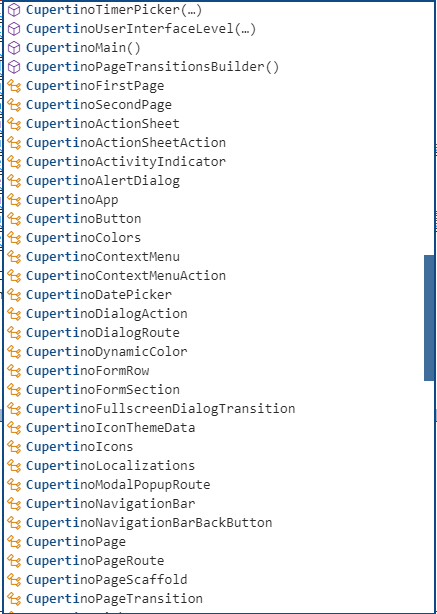 CupertinoTimerPicker(…)
CupertinoUserInterfaceLevel(…)
CupertinoMain()
CupertinoPageTransitionsBuilder()
CupertinoFirstPage
CupertinoSecondPage
CupertinoActionSheet
CupertinoActionSheetAction
CupertinoActivityIndicator
CupertinoAlertDialog
CupertinoApp
CupertinoButton
CupertinoColors
CupertinoContextMenu
CupertinoContextMenuAction
CupertinoDatePicker
CupertinoDialogAction
CupertinoDialogRoute
CupertinoDynamicColor
CupertinoFormRow
CupertinoFormSection
CupertinoFullscreenDialogTransition
CupertinoIconThemeData
CupertinoIcons
CupertinoLocalizations
CupertinoModalPopupRoute
CupertinoNavigationBar
CupertinoNavigationBarBackButton
CupertinoPage
CupertinoPageRoute
CupertinoPageScaffold
CupertinoPageTransition